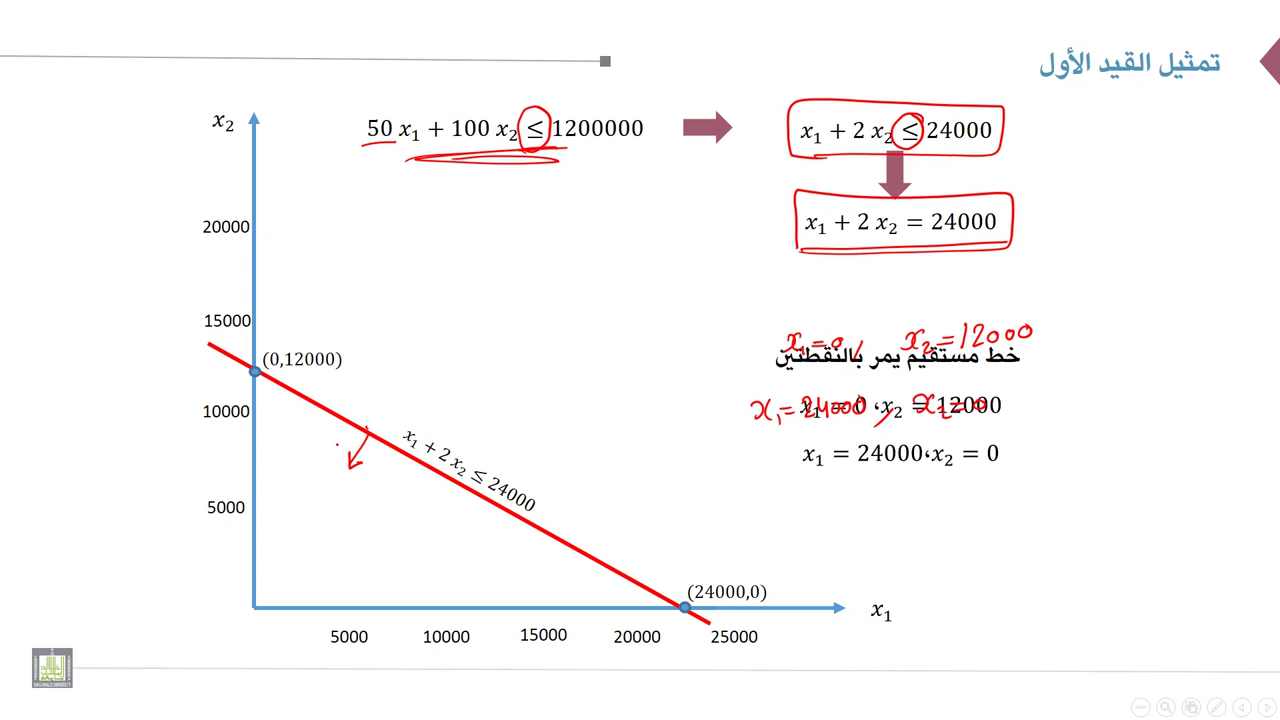 تمثيل القيد الأول
50 x₁ + 100 x₂ ≤ 1200000
x₁ + 2 x₂ ≤ 24000
x₁ + 2 x₂ = 24000
x₁ = 0 , x₂ = 12000
خط مستقيم يمر بالنقطتين
x₁ = 24000 , x₂ = 0
x₁ = 0 ، x₂ = 12000
x₁ = 24000، x₂ = 0
x₂
20000
15000
(0,12000)
10000
x₁ + 2 x₂ ≤ 24000
5000
(24000,0)
x₁
5000 10000 15000 20000 25000